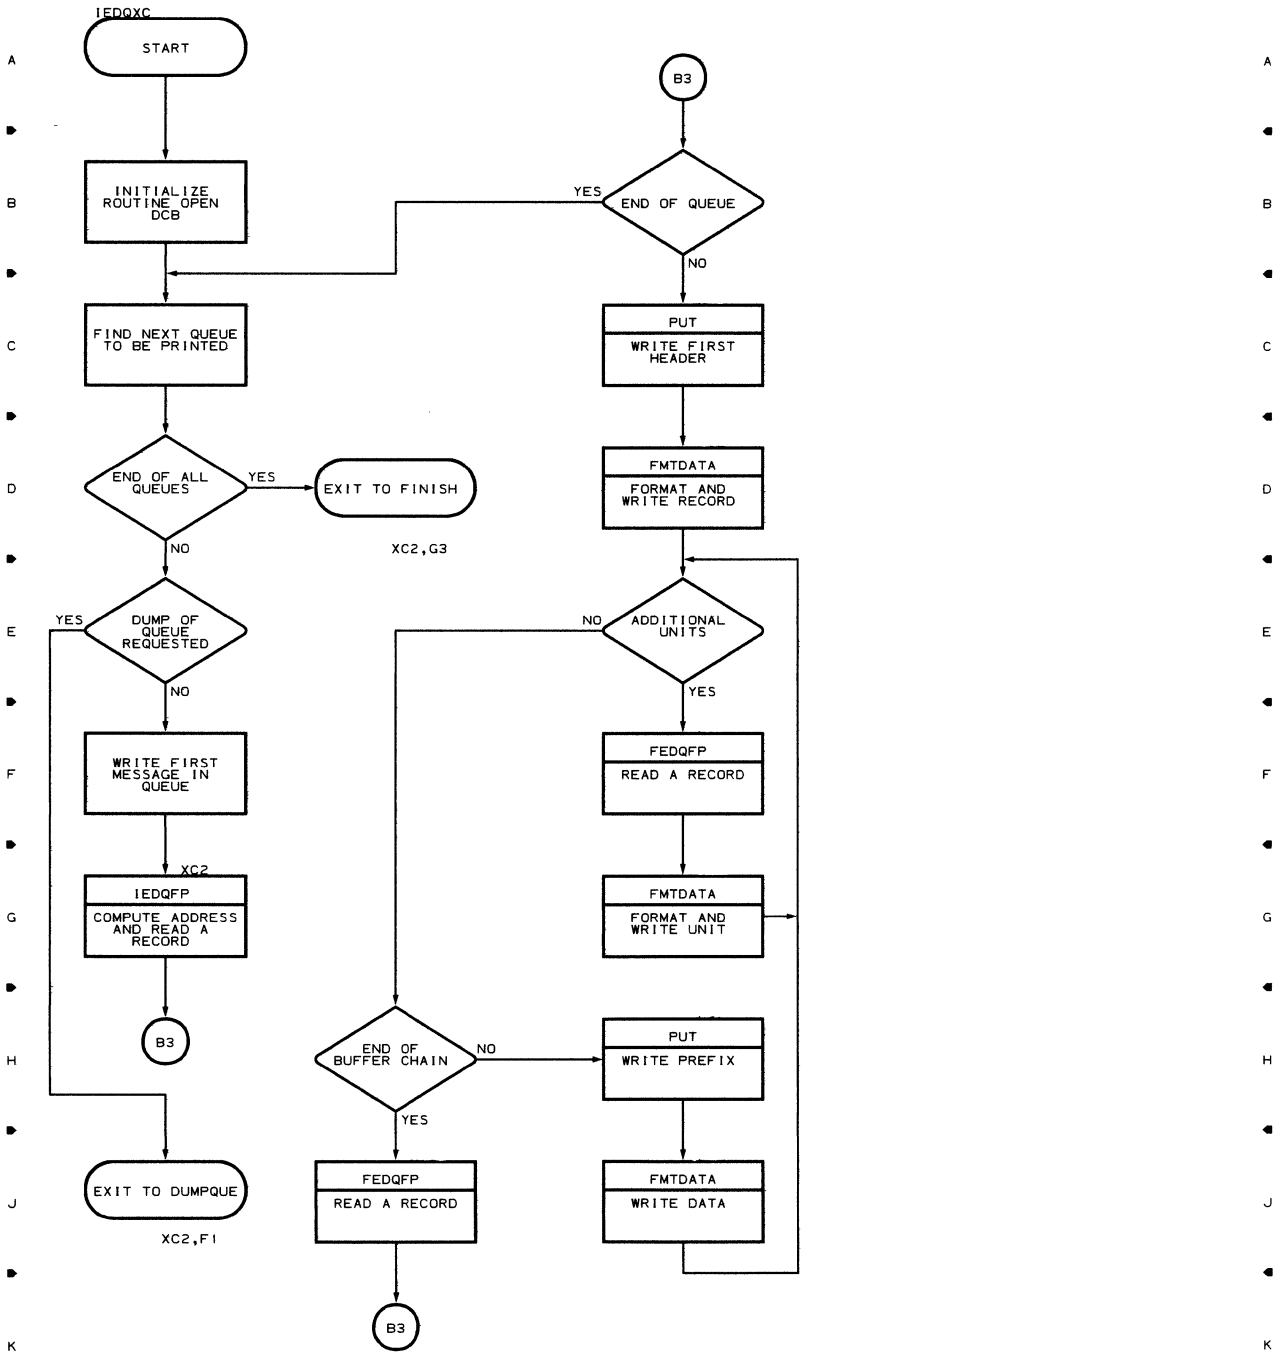 IEDQXC
START
A
A
B3
INITIALIZE
ROUTINE OPEN
DCB
B
YES
END OF QUEUE
B
NO
FIND NEXT QUEUE
TO BE PRINTED
C
PUT
WRITE FIRST
HEADER
C
END OF ALL
QUEUES
D
YES
EXIT TO FINISH
XC2,G3
NO
FMTDATA
FORMAT AND
WRITE RECORD
D
YES
DUMP OF
QUEUE
REQUESTED
E
NO
NO
ADDITIONAL
UNITS
E
YES
WRITE FIRST
MESSAGE IN
QUEUE
F
FEDQFP
READ A RECORD
F
XC2
IEDQFP
COMPUTE ADDRESS
AND READ A
RECORD
G
FMTDATA
FORMAT AND
WRITE UNIT
G
B3
H
END OF
BUFFER CHAIN
NO
YES
PUT
WRITE PREFIX
H
EXIT TO DUMPQUE
XC2,F1
J
FEDQFP
READ A RECORD
FMTDATA
WRITE DATA
J
B3
K
K